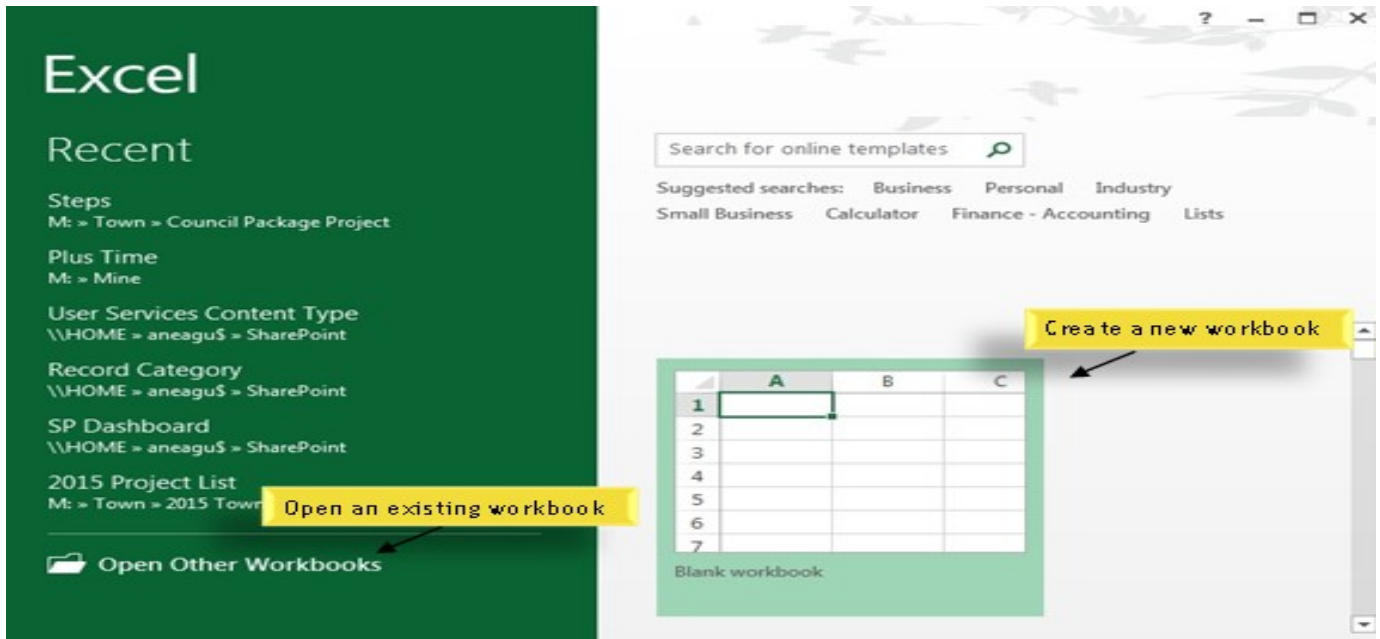 Excel
Recent
Steps
M: » Town » Council Package Project
Plus Time
M: » Mine
User Services Content Type
\\HOME » aneagu$ » SharePoint
Record Category
\\HOME » aneagu$ » SharePoint
SP Dashboard
\\HOME » aneagu$ » SharePoint
2015 Project List
M: » Town » 2015 Town
Open an existing workbook
Open Other Workbooks
?
Search for online templates
Suggested searches: Business Personal Industry
Small Business Calculator Finance - Accounting Lists
Create a new workbook
A B C
1
2
3
4
5
6
7
Blank workbook